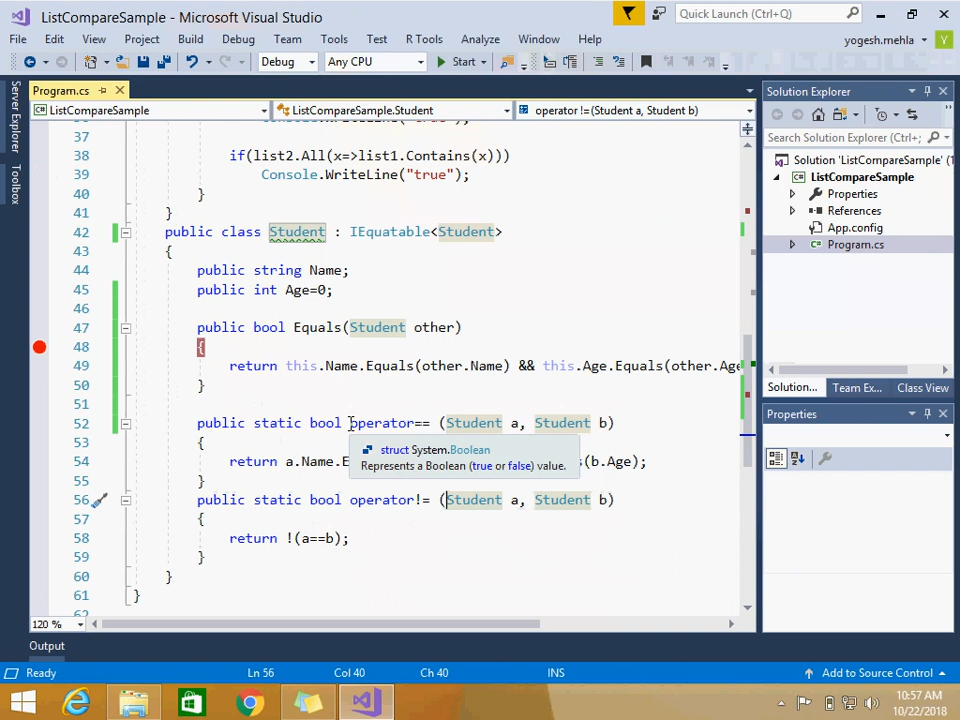 ListCompareSample - Microsoft Visual Studio
Quick Launch (Ctrl+Q)
File Edit View Project Build Debug Team Tools Test R Tools Analyze Window Help
yogesh.mehla
Y
Debug Any CPU Start
Server Explorer
Toolbox
Program.cs
ListCompareSample ListCompareSample.Student operator !=(Student a, Student b)
37
38 if(list2.All(x=>list1.Contains(x)))
39 Console.WriteLine("true");
40 }
41 }
42 public class Student : IEquatable<Student>
43 {
44 public string Name;
45 public int Age=0;
46
47 public bool Equals(Student other)
48 {
49 return this.Name.Equals(other.Name) && this.Age.Equals(other.Age
50 }
51
52 public static bool operator== (Student a, Student b)
53 {
struct System.Boolean
Represents a Boolean (true or false) value.
54 return a.Name.E s(b.Age);
55 }
56 public static bool operator!= (Student a, Student b)
57 {
58 return !(a==b);
59 }
60 }
61 }
62
120 %
Solution Explorer
Search Solution Explorer (Ctrl+;)
Solution 'ListCompareSample' (1
ListCompareSample
Properties
References
App.config
Program.cs
Solution... Team Ex... Class View
Properties
Output
Ready Ln 56 Col 40 Ch 40 INS Add to Source Control
10:57 AM
10/22/2018